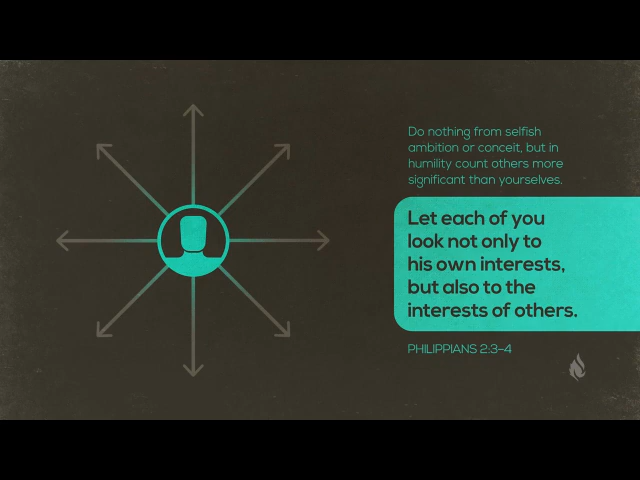 Do nothing from selfish
ambition or conceit, but in
humility count others more
significant than yourselves.
Let each of you
look not only to
his own interests,
but also to the
interests of others.
PHILIPPIANS 2:3–4